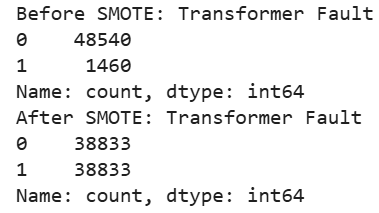 Before SMOTE: Transformer Fault
0    48540
1     1460
Name: count, dtype: int64
After SMOTE: Transformer Fault
0    38833
1    38833
Name: count, dtype: int64